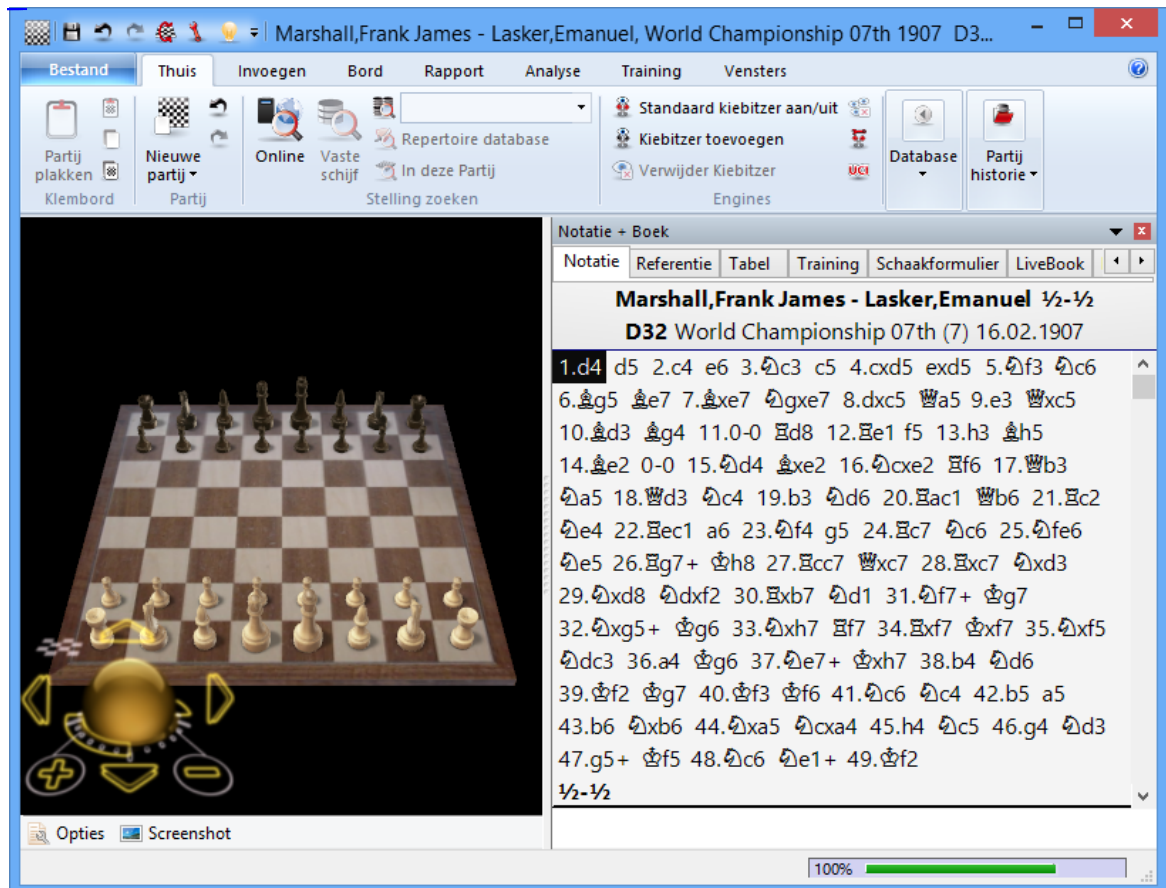 Marshall,Frank James - Lasker,Emanuel, World Championship 07th 1907 D3...
Bestand Thuis Invoegen Bord Rapport Analyse Training Vensters
Partij plakken
Klembord
Nieuwe partij
Partij
Online
Vaste schijf
Repertoire database
In deze Partij
Stelling zoeken
Standaard kiebitzer aan/uit
Kiebitzer toevoegen
Verwijder Kiebitzer
UCI
Engines
Database
Partij historie
Notatie + Boek
Notatie Referentie Tabel Training Schaakformulier LiveBook
Marshall,Frank James - Lasker,Emanuel ½-½
D32 World Championship 07th (7) 16.02.1907
1.d4 d5 2.c4 e6 3.♘c3 c5 4.cxd5 exd5 5.♘f3 ♘c6
6.♗g5 ♗e7 7.♗xe7 ♘gxe7 8.dxc5 ♕a5 9.e3 ♕xc5
10.♗d3 ♗g4 11.0-0 ♖d8 12.♖e1 f5 13.h3 ♗h5
14.♗e2 0-0 15.♘d4 ♗xe2 16.♘cxe2 ♖f6 17.♕b3
♘a5 18.♕d3 ♘c4 19.b3 ♘d6 20.♖ac1 ♕b6 21.♖c2
♘e4 22.♖ec1 a6 23.♘f4 g5 24.♖c7 ♘c6 25.♘fe6
♘e5 26.♖g7+ ♔h8 27.♖cc7 ♕xc7 28.♖xc7 ♘xd3
29.♘xd8 ♘dxf2 30.♖xb7 ♘d1 31.♘f7+ ♔g7
32.♘xg5+ ♔g6 33.♘xh7 ♖f7 34.♖xf7 ♔xf7 35.♘xf5
♘dc3 36.a4 ♔g6 37.♘e7+ ♔xh7 38.b4 ♘d6
39.♔f2 ♔g7 40.♔f3 ♔f6 41.♘c6 ♘c4 42.b5 a5
43.b6 ♘xb6 44.♘xa5 ♘cxa4 45.h4 ♘c5 46.g4 ♘d3
47.g5+ ♔f5 48.♘c6 ♘e1+ 49.♔f2
½-½
Opties Screenshot
100%